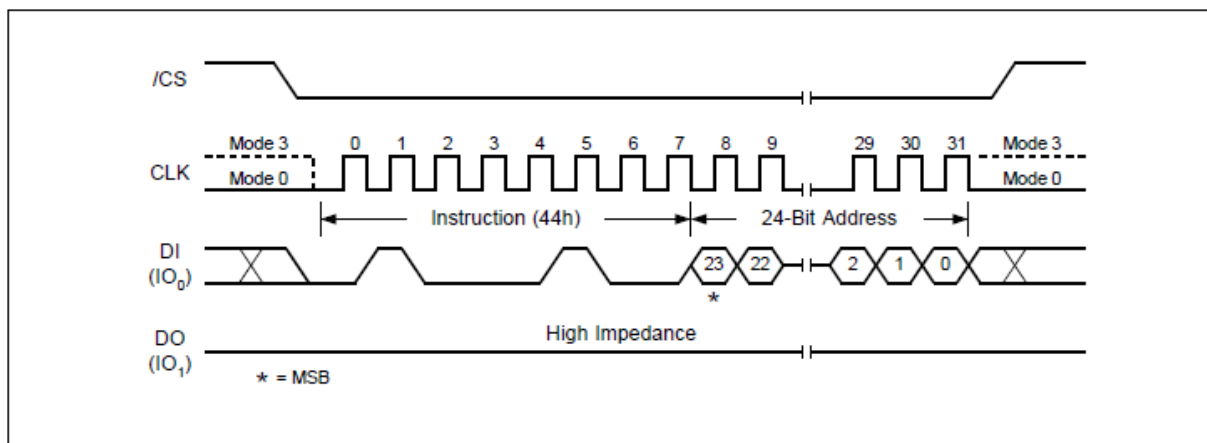 /CS
Mode 3 0 1 2 3 4 5 6 7 8 9 29 30 31 Mode 3
CLK Mode 0 Mode 0
Instruction (44h) 24-Bit Address
DI
(IO0) 23 22 2 1 0
*
DO High Impedance
(IO1)
* = MSB